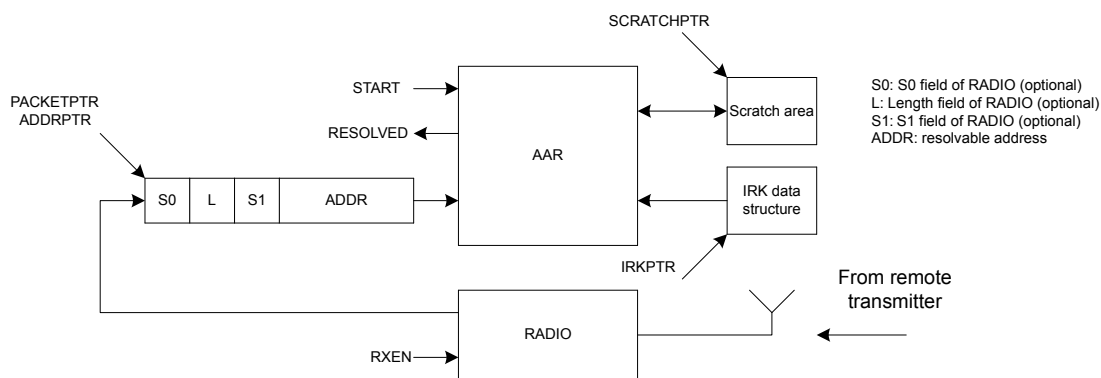 SCRATCHPTR
START
PACKETPTR
ADDRPTR
RESOLVED
AAR
Scratch area
S0: S0 field of RADIO (optional)
L: Length field of RADIO (optional)
S1: S1 field of RADIO (optional)
ADDR: resolvable address
S0 L S1 ADDR
IRK data
structure
IRKPTR
From remote
transmitter
RADIO
RXEN